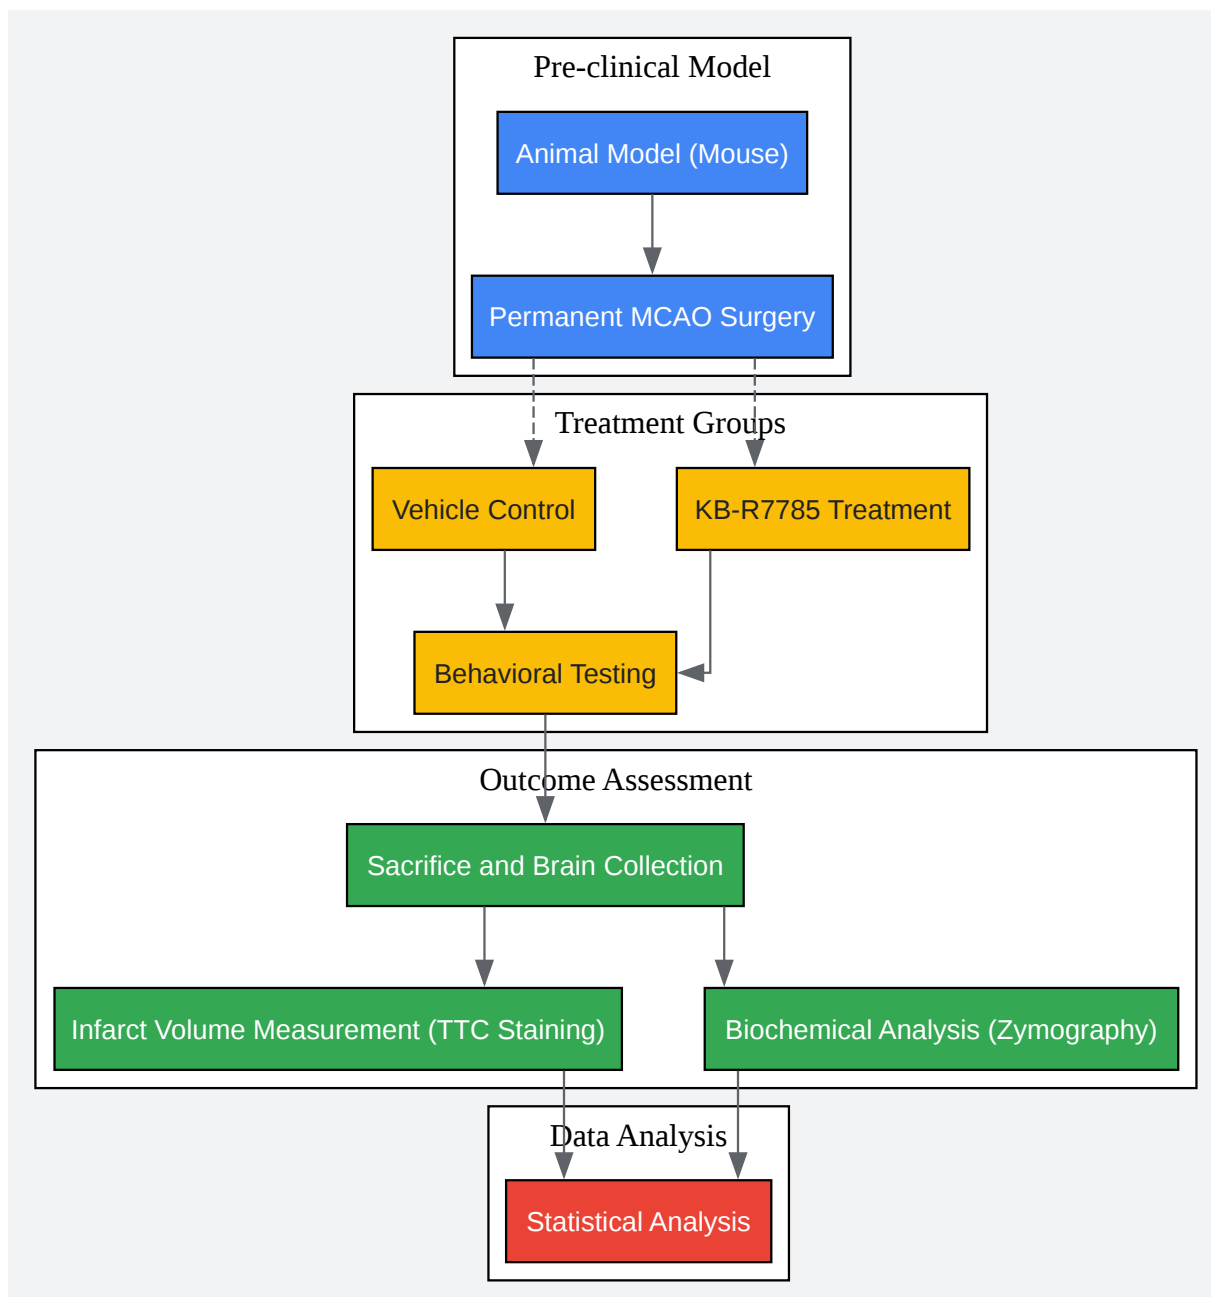 Pre-clinical Model
Animal Model (Mouse)
Permanent MCAO Surgery
Treatment Groups
Vehicle Control
KB-R7785 Treatment
Behavioral Testing
Outcome Assessment
Sacrifice and Brain Collection
Infarct Volume Measurement (TTC Staining)
Biochemical Analysis (Zymography)
Data Analysis
Statistical Analysis